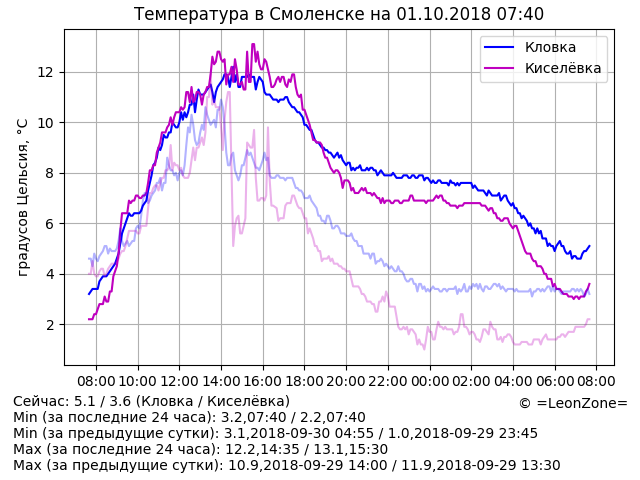 Температура в Смоленске на 01.10.2018 07:40
Кловка
Киселёвка
градусов Цельсия, °C
12
10
8
6
4
2
08:00 10:00 12:00 14:00 16:00 18:00 20:00 22:00 00:00 02:00 04:00 06:00 08:00
Сейчас: 5.1 / 3.6 (Кловка / Киселёвка)
© =LeonZone=
Min (за последние 24 часа): 3.2,07:40 / 2.2,07:40
Min (за предыдущие сутки): 3.1,2018-09-30 04:55 / 1.0,2018-09-29 23:45
Max (за последние 24 часа): 12.2,14:35 / 13.1,15:30
Max (за предыдущие сутки): 10.9,2018-09-29 14:00 / 11.9,2018-09-29 13:30